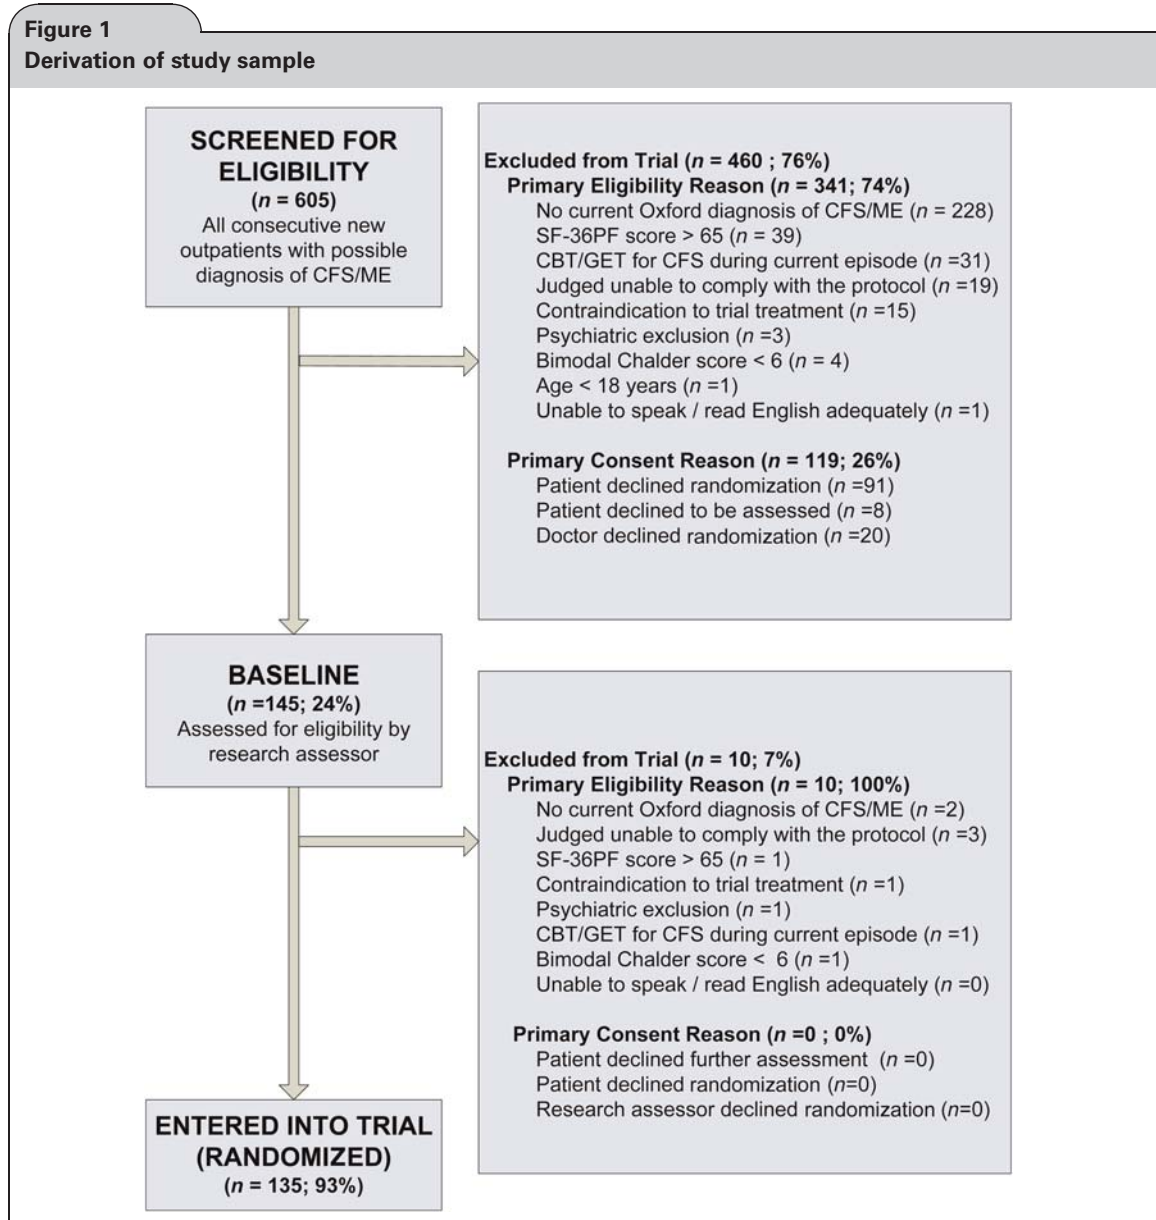 Figure 1
Derivation of study sample
SCREENED FOR
ELIGIBILITY
(n = 605)
All consecutive new
outpatients with possible
diagnosis of CFS/ME
Excluded from Trial (n = 460 ; 76%)
Primary Eligibility Reason (n = 341; 74%)
No current Oxford diagnosis of CFS/ME (n = 228)
SF-36PF score > 65 (n = 39)
CBT/GET for CFS during current episode (n =31)
Judged unable to comply with the protocol (n =19)
Contraindication to trial treatment (n =15)
Psychiatric exclusion (n =3)
Bimodal Chalder score < 6 (n = 4)
Age < 18 years (n =1)
Unable to speak / read English adequately (n =1)
Primary Consent Reason (n = 119; 26%)
Patient declined randomization (n =91)
Patient declined to be assessed (n =8)
Doctor declined randomization (n =20)
BASELINE
(n =145; 24%)
Assessed for eligibility by
research assessor
Excluded from Trial (n = 10; 7%)
Primary Eligibility Reason (n = 10; 100%)
No current Oxford diagnosis of CFS/ME (n =2)
Judged unable to comply with the protocol (n =3)
SF-36PF score > 65 (n = 1)
Contraindication to trial treatment (n =1)
Psychiatric exclusion (n =1)
CBT/GET for CFS during current episode (n =1)
Bimodal Chalder score < 6 (n =1)
Unable to speak / read English adequately (n =0)
Primary Consent Reason (n =0 ; 0%)
Patient declined further assessment (n =0)
Patient declined randomization (n=0)
Research assessor declined randomization (n=0)
ENTERED INTO TRIAL
(RANDOMIZED)
(n = 135; 93%)